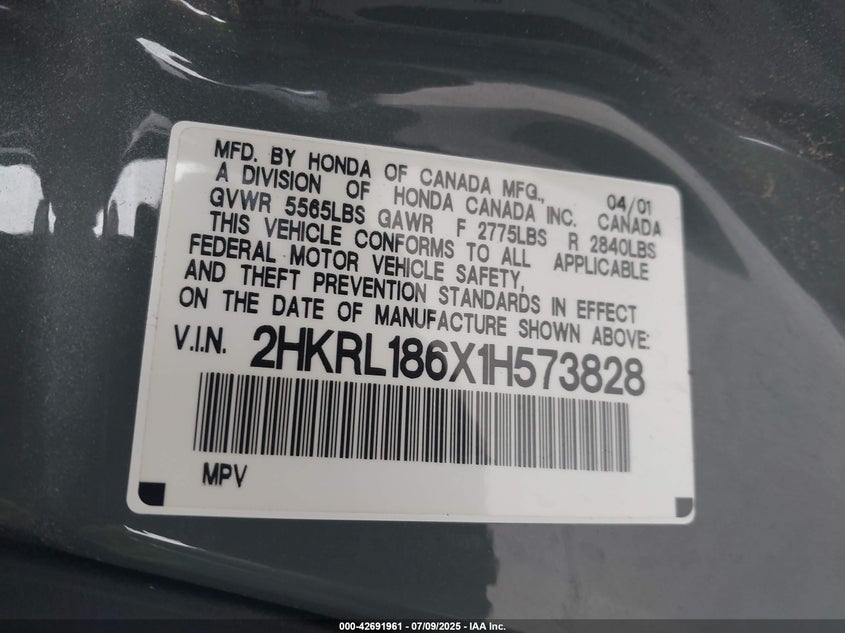 MFD. BY HONDA OF CANADA MFG., 04/01
A DIVISION OF HONDA CANADA INC. CANADA
GVWR 5565LBS GAWR F 2775LBS R 2840LBS
THIS VEHICLE CONFORMS TO ALL APPLICABLE
FEDERAL MOTOR VEHICLE SAFETY,
AND THEFT PREVENTION STANDARDS IN EFFECT
ON THE DATE OF MANUFACTURE SHOWN ABOVE:
V.I.N. 2HKRL186X1H573828
MPV
000-42691961 - 07/09/2025 - IAA Inc.